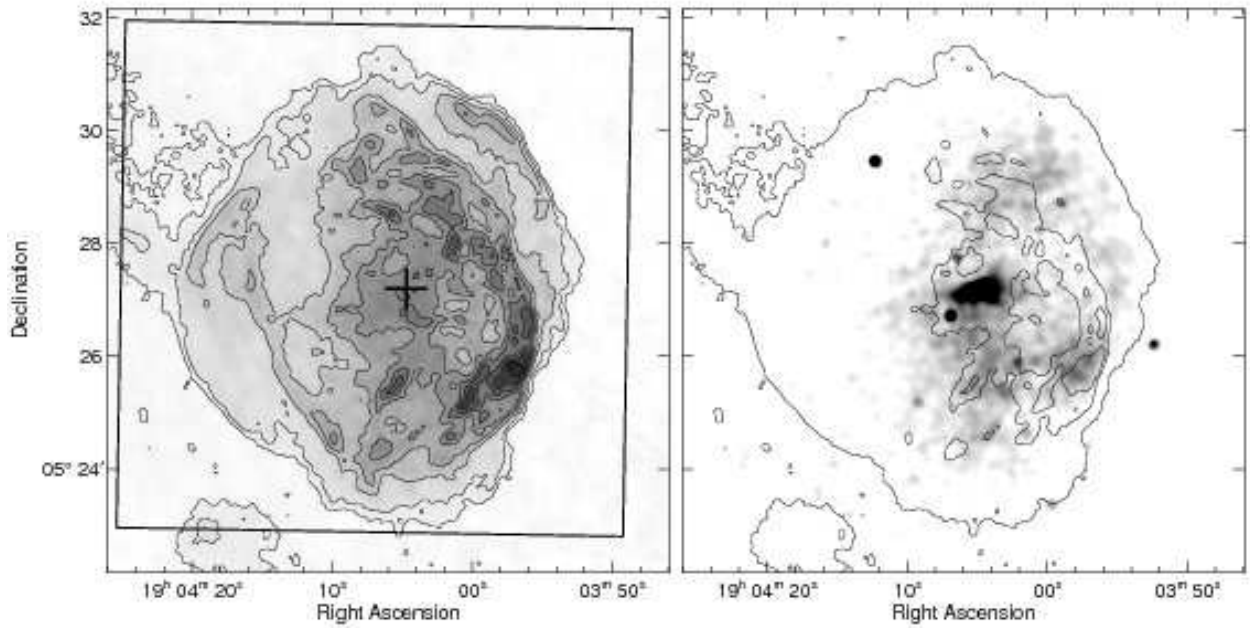 32
30
28
26
05° 24'
Declination
19ʰ 04ᵐ 20ˢ
10ˢ
00ˢ
03ᵐ 50ˢ
Right Ascension
19ʰ 04ᵐ 20ˢ
10ˢ
00ˢ
03ᵐ 50ˢ
Right Ascension